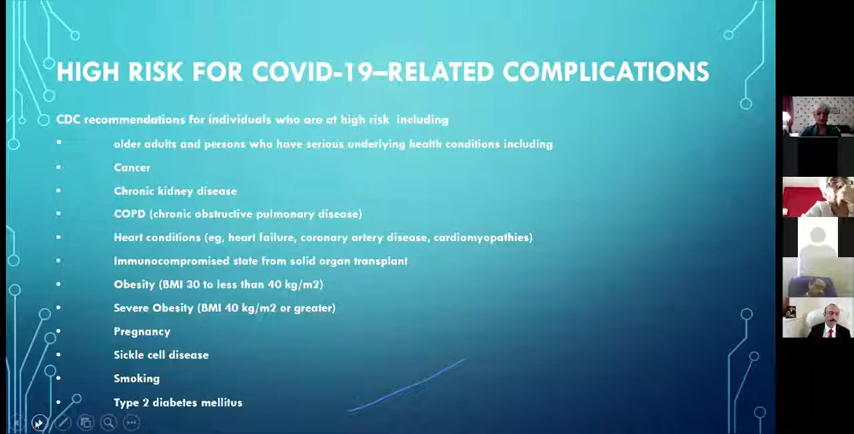 HIGH RISK FOR COVID-19–RELATED COMPLICATIONS
CDC recommendations for individuals who are at high risk including
▪ older adults and persons who have serious underlying health conditions including
• Cancer
• Chronic kidney disease
• COPD (chronic obstructive pulmonary disease)
• Heart conditions (eg, heart failure, coronary artery disease, cardiomyopathies)
• Immunocompromised state from solid organ transplant
• Obesity (BMI 30 to less than 40 kg/m2)
• Severe Obesity (BMI 40 kg/m2 or greater)
• Pregnancy
• Sickle cell disease
• Smoking
• Type 2 diabetes mellitus